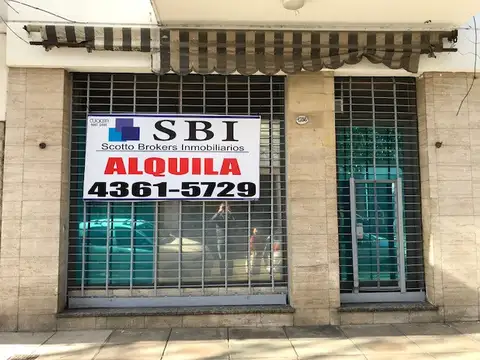 SBI
Scotto Brokers Inmobiliarios
ALQUILA
4361-5729